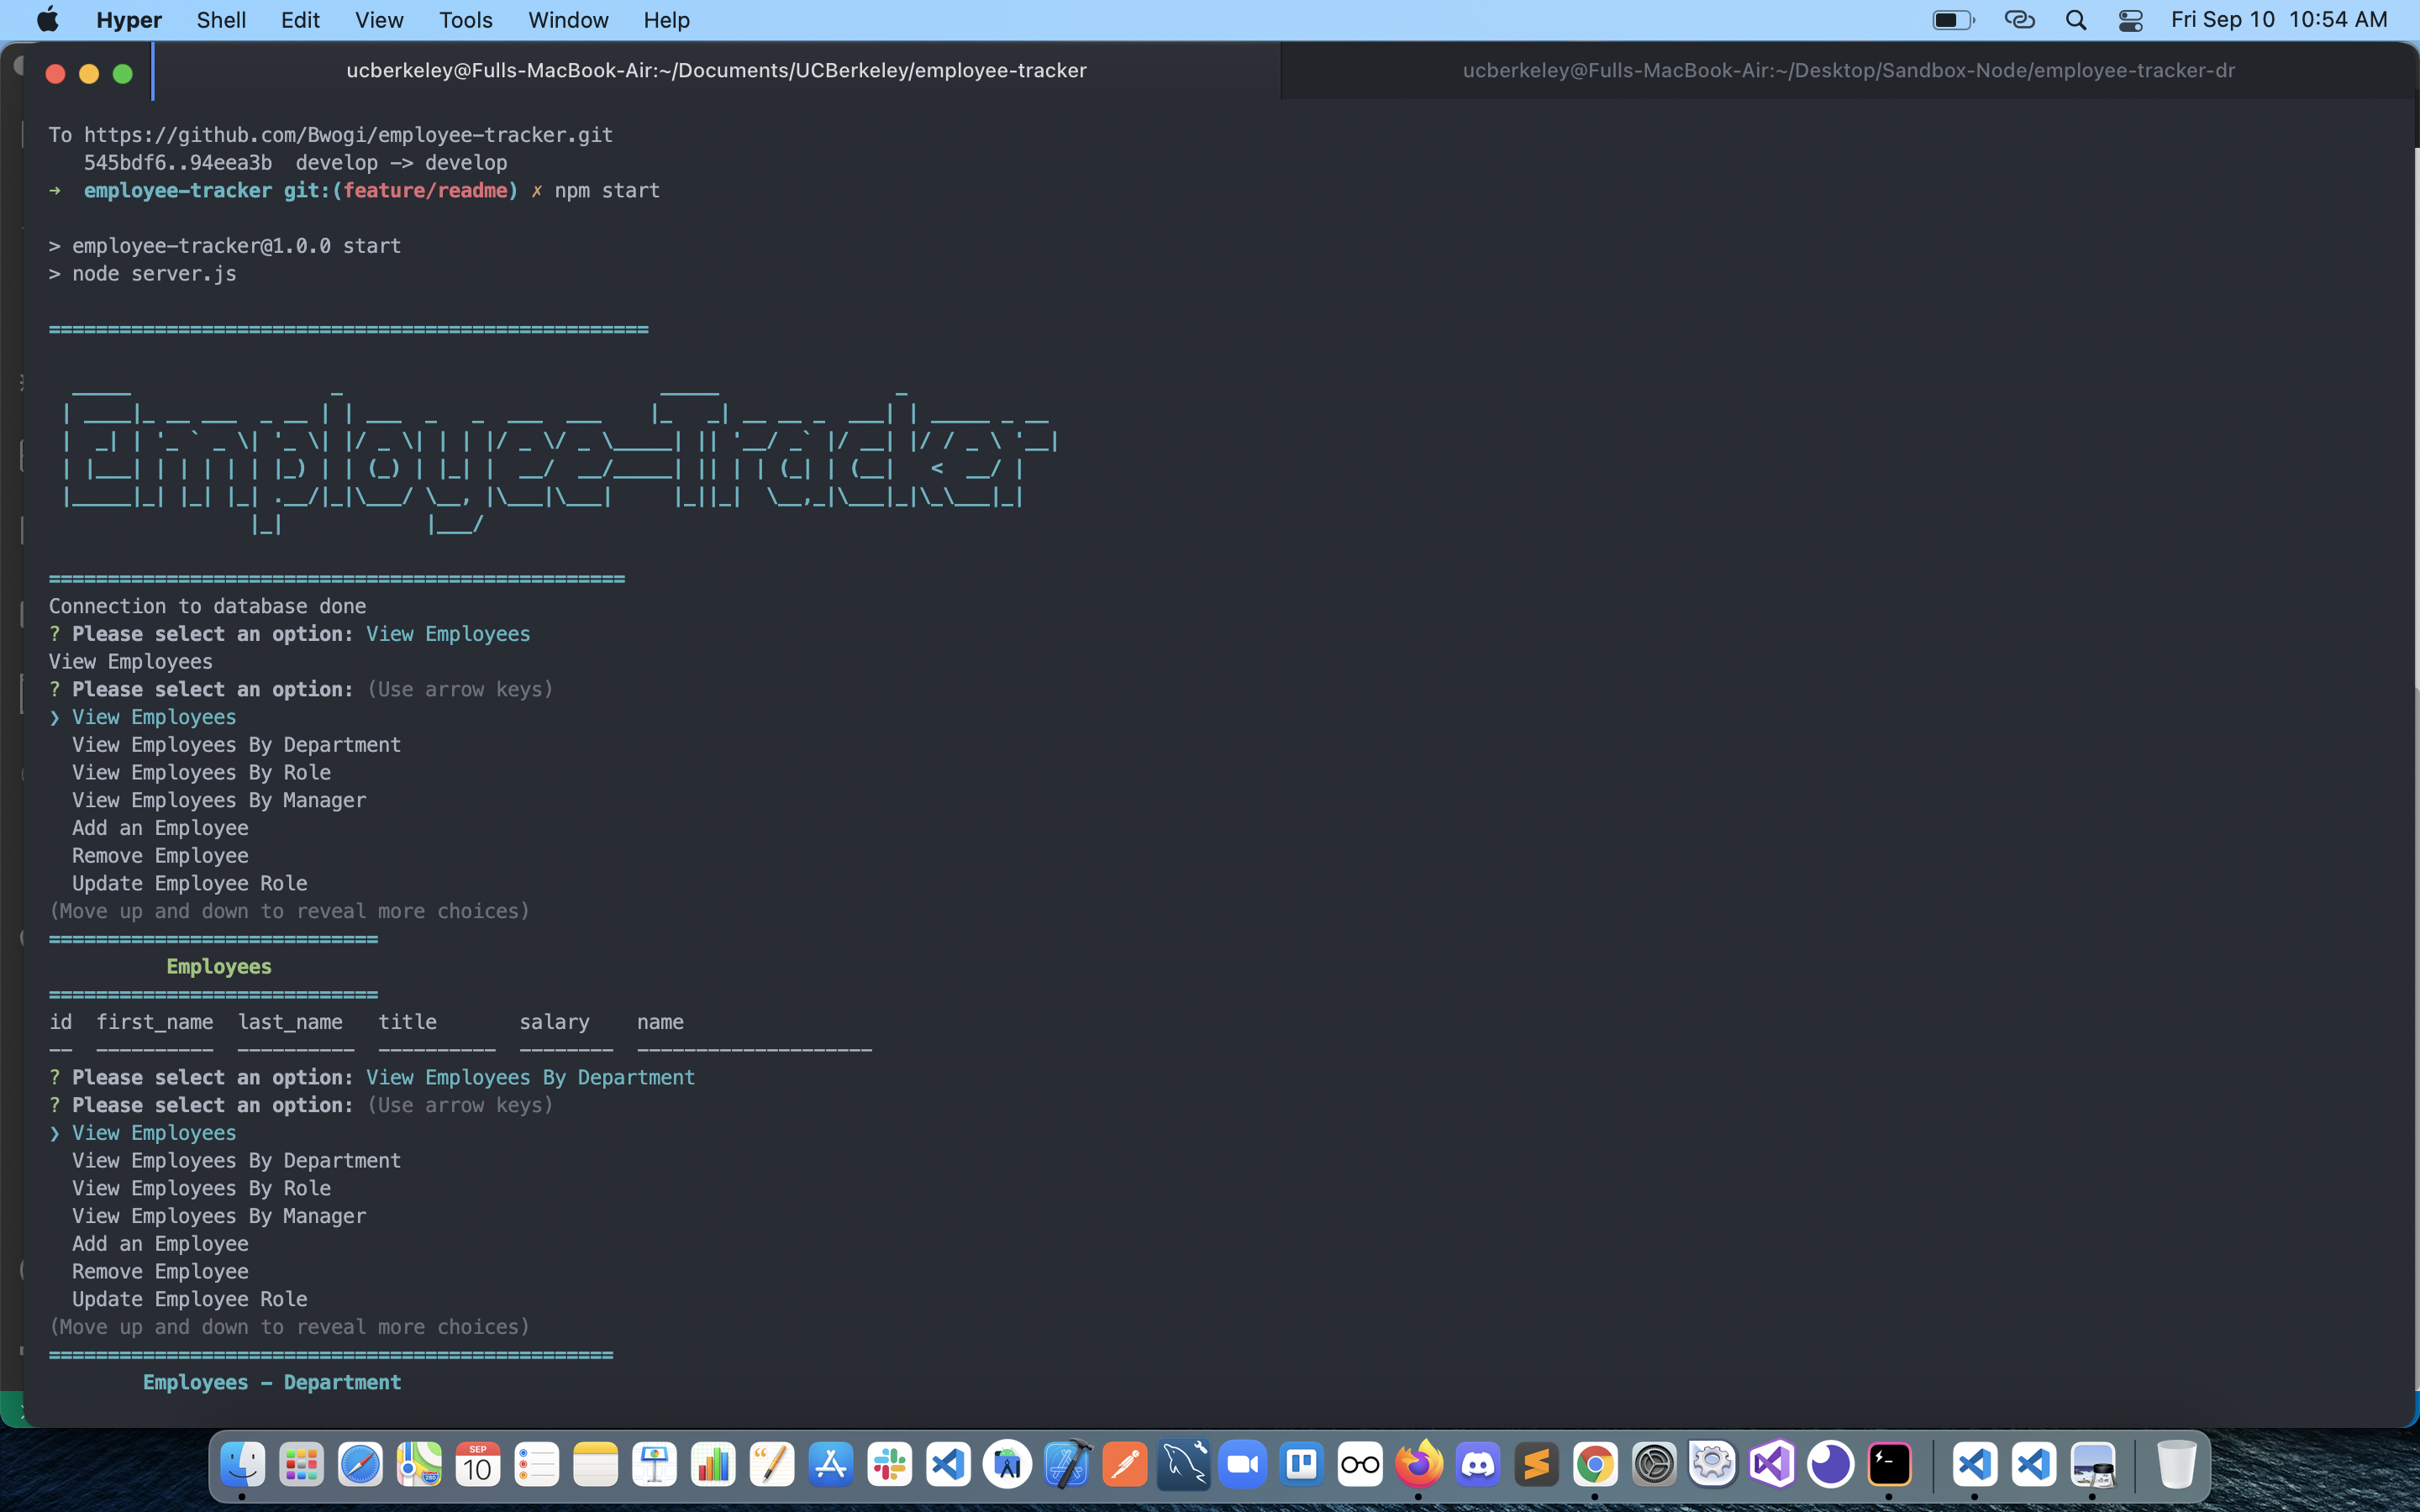 Hyper Shell Edit View Tools Window Help Fri Sep 10 10:54 AM
ucberkeley@Fulls-MacBook-Air:~/Documents/UCBerkeley/employee-tracker ucberkeley@Fulls-MacBook-Air:~/Desktop/Sandbox-Node/employee-tracker-dr
To https://github.com/Bwogi/employee-tracker.git
545bdf6..94eea3b develop -> develop
→ employee-tracker git:(feature/readme) ✗ npm start
> employee-tracker@1.0.0 start
> node server.js
===================================================
Employee-Tracker
=================================================
Connection to database done
? Please select an option: View Employees
View Employees
? Please select an option: (Use arrow keys)
❯ View Employees
View Employees By Department
View Employees By Role
View Employees By Manager
Add an Employee
Remove Employee
Update Employee Role
(Move up and down to reveal more choices)
============================
Employees
============================
id first_name last_name title salary name
-- ---------- ---------- ---------- -------- --------------------
? Please select an option: View Employees By Department
? Please select an option: (Use arrow keys)
❯ View Employees
View Employees By Department
View Employees By Role
View Employees By Manager
Add an Employee
Remove Employee
Update Employee Role
(Move up and down to reveal more choices)
================================================
Employees - Department
SEP
10